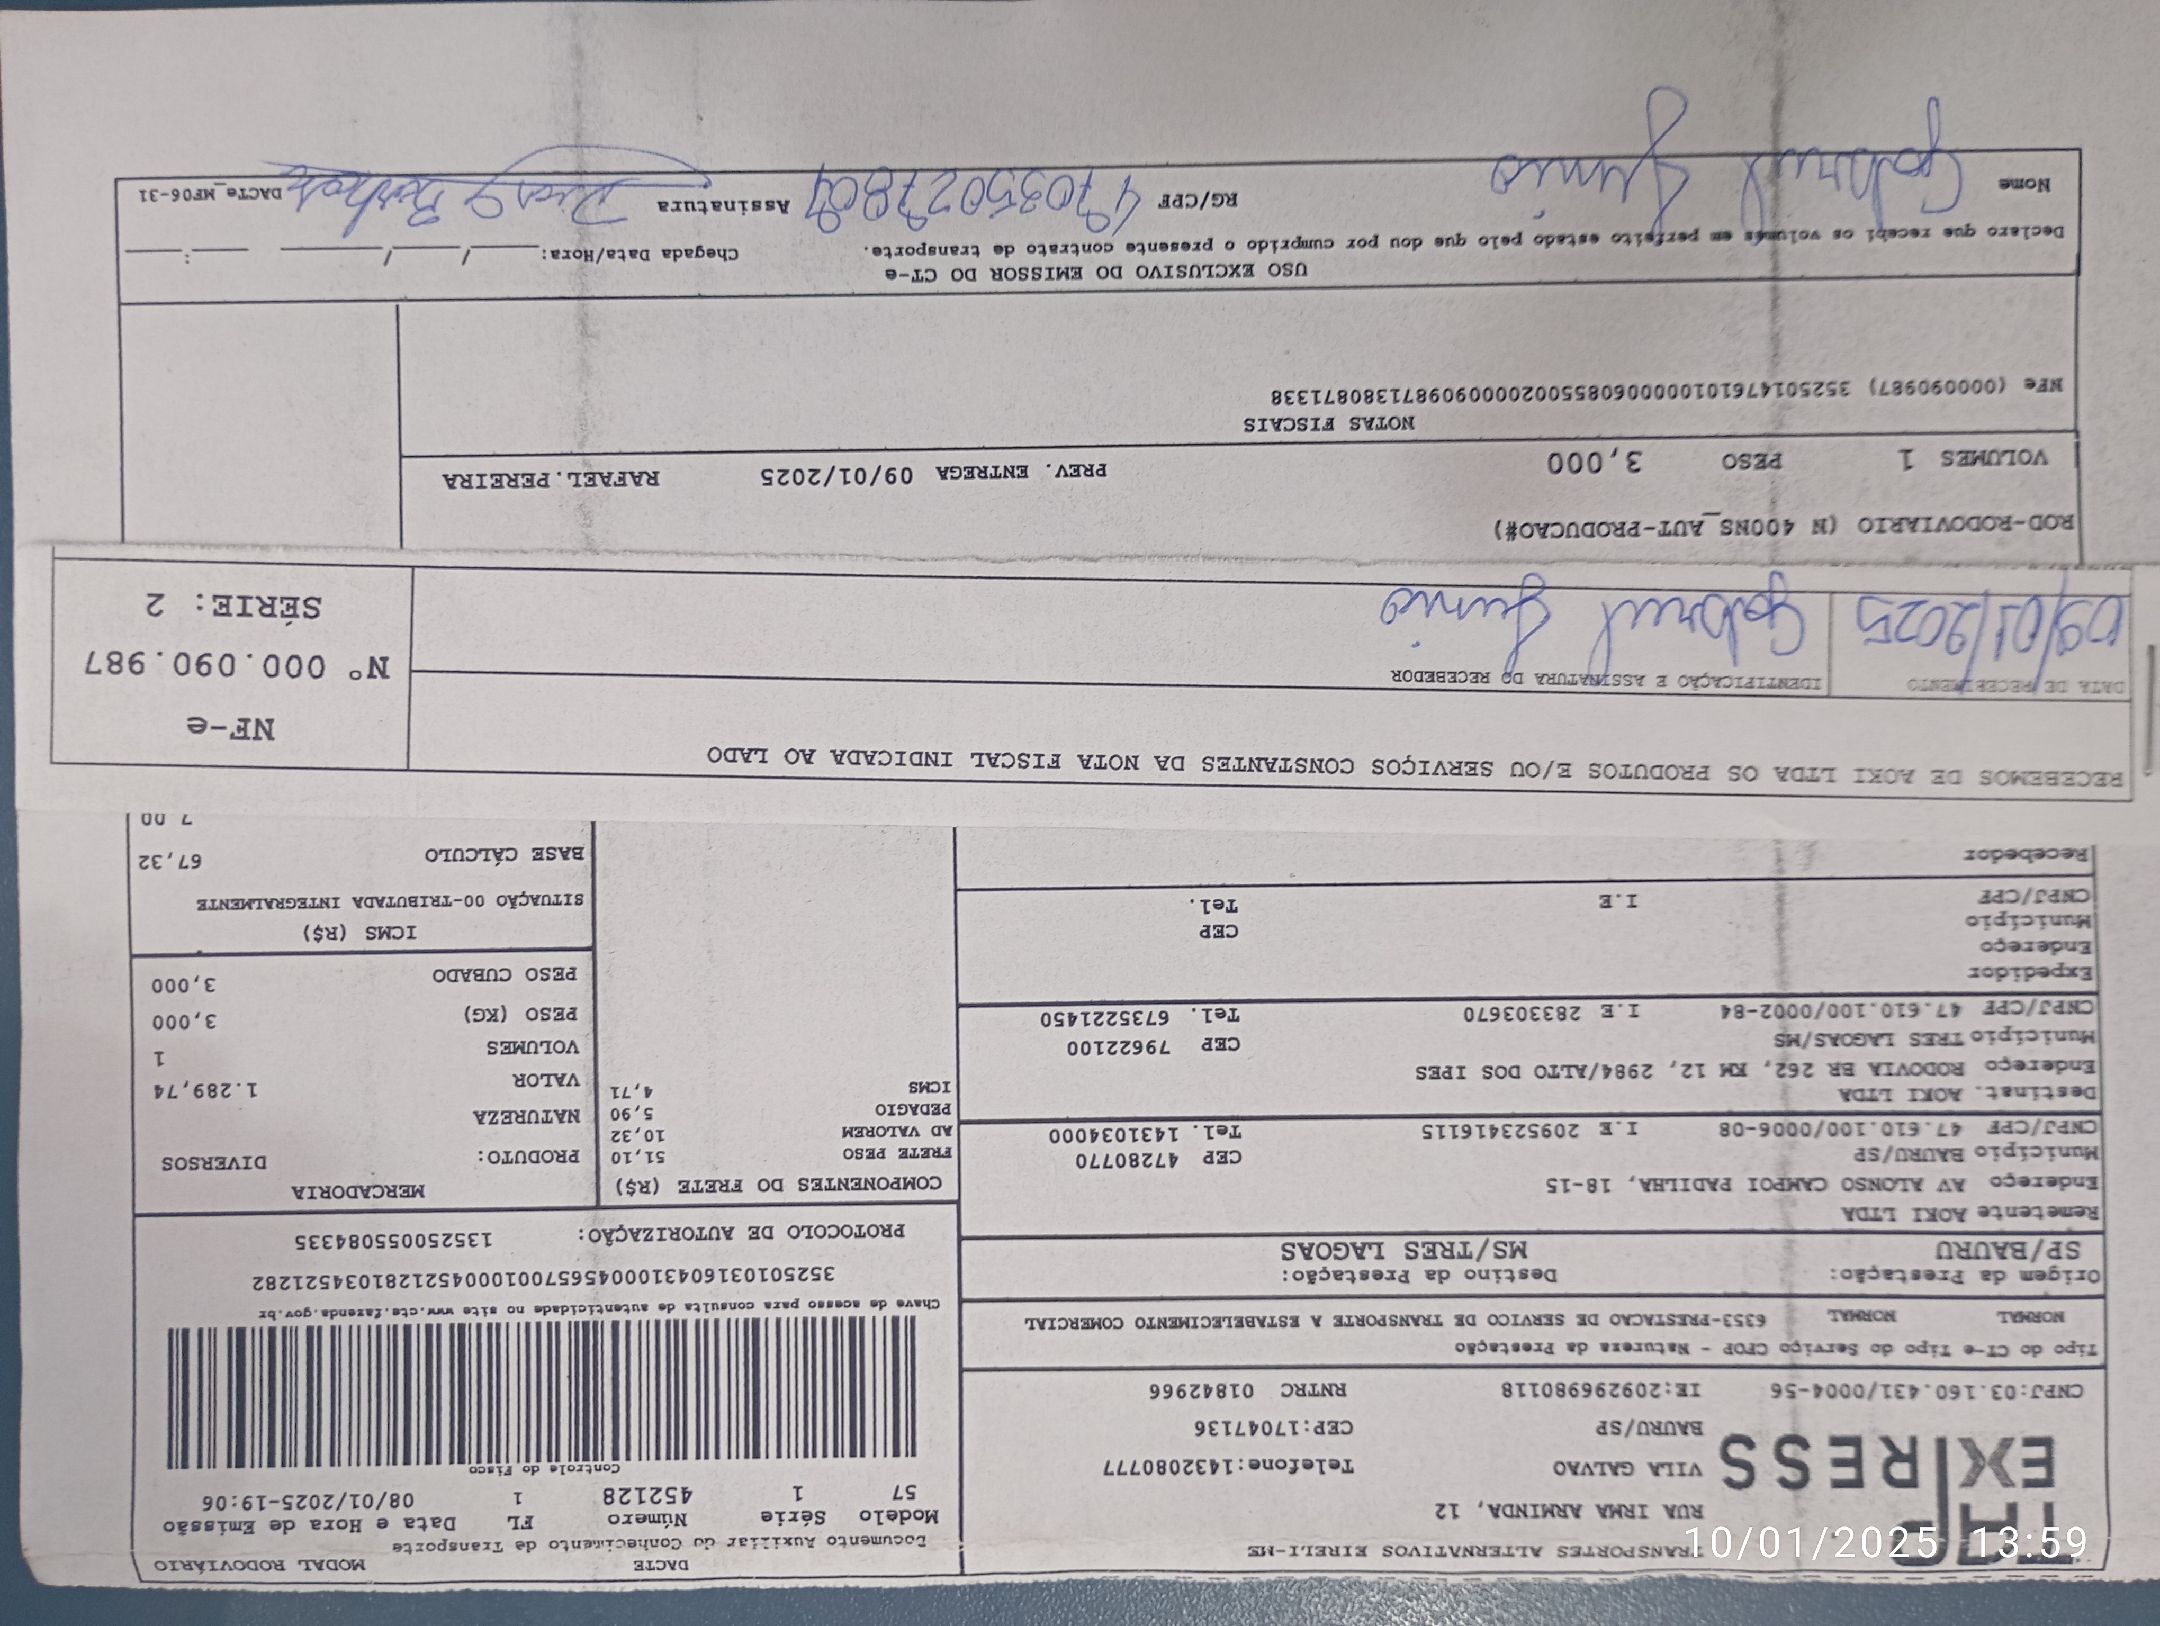 TRANSPORTES ALTERNATIVOS EIRELI-ME
TAP
EXPRESS
RUA IRMA ARMINDA, 12
VILA GALVAO Telefone:1432080777
BAURU/SP CEP:17047136
CNPJ:03.160.431/0004-56 IE:209296980118 RNTRC 01842966
DACTE MODAL RODOVIÁRIO
Documento Auxiliar do Conhecimento de Transporte
Modelo Série Número FL Data e Hora de Emissão
57 1 452128 1 08/01/2025-19:06
Controle do Fisco
Chave de acesso para consulta de autenticidade no site www.cte.fazenda.gov.br
35250103160431000456570010004521281034521282
PROTOCOLO DE AUTORIZAÇÃO: 135250055084335
Tipo do CT-e Tipo do Serviço CFOP - Natureza da Prestação
NORMAL NORMAL 6353-PRESTACAO DE SERVICO DE TRANSPORTE A ESTABELECIMENTO COMERCIAL
Origem da Prestação: Destino da Prestação:
SP/BAURU MS/TRES LAGOAS
Remetente AOKI LTDA
Endereço AV ALONSO CAMPOI PADILHA, 18-15
Município BAURU/SP CEP 47280770
CNPJ/CPF 47.610.100/0006-08 I.E 209523416115 Tel. 1431034000
Destinat. AOKI LTDA
Endereço RODOVIA BR 262, KM 12, 2984/ALTO DOS IPES
Município TRES LAGOAS/MS CEP 79622100
CNPJ/CPF 47.610.100/0002-84 I.E 283303670 Tel. 6735221450
Expedidor
Endereço
Município CEP
CNPJ/CPF I.E Tel.
Recebedor
COMPONENTES DO FRETE (R$)
FRETE PESO 51,10
AD VALOREM 10,32
PEDAGIO 5,90
ICMS 4,71
MERCADORIA
PRODUTO: DIVERSOS
NATUREZA
VALOR 1.289,74
VOLUMES 1
PESO (KG) 3,000
PESO CUBADO 3,000
ICMS (R$)
SITUAÇÃO 00-TRIBUTADA INTEGRALMENTE
BASE CÁLCULO 67,32
7,00
RECEBEMOS DE AOKI LTDA OS PRODUTOS E/OU SERVIÇOS CONSTANTES DA NOTA FISCAL INDICADA AO LADO
DATA DE RECEBIMENTO IDENTIFICAÇÃO E ASSINATURA DO RECEBEDOR
09/01/2025 Gabriel Junio
NF-e
Nº 000.090.987
SÉRIE: 2
ROD-RODOVIARIO (N 400NS_AUT-PRODUCAO#)
VOLUMES 1 PESO 3,000 PREV. ENTREGA 09/01/2025 RAFAEL.PEREIRA
NOTAS FISCAIS
NFe (000090987) 35250147610100000608550020000909871380871338
USO EXCLUSIVO DO EMISSOR DO CT-e
Declaro que recebi os volumes em perfeito estado pelo que dou por cumprido o presente contrato de transporte. Chegada Data/Hora: ____/____/____ ____:____
Nome Gabriel Junio RG/CPF 47035027807 Assinatura DACTe_MF06-31
10/01/2025 13:59